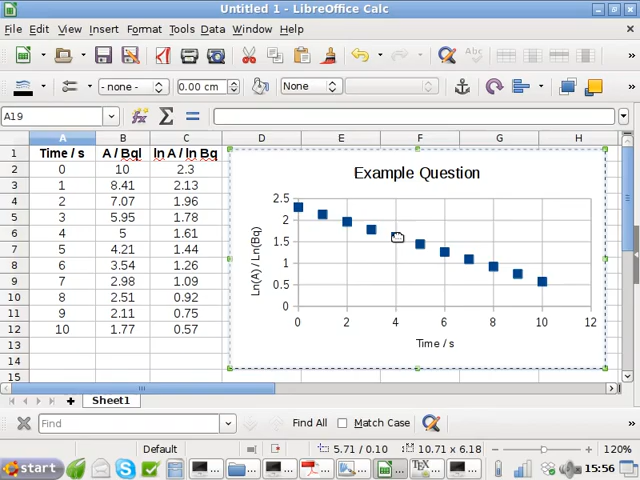 Untitled 1 - LibreOffice Calc
File Edit View Insert Format Tools Data Window Help
- none - 0.00 cm None
A19
A B C D E F G H
1 Time / s A / Bql ln A / ln Bq
2 0 10 2.3
3 1 8.41 2.13
4 2 7.07 1.96
5 3 5.95 1.78
6 4 5 1.61
7 5 4.21 1.44
8 6 3.54 1.26
9 7 2.98 1.09
10 8 2.51 0.92
11 9 2.11 0.75
12 10 1.77 0.57
13
14
15
Example Question
Ln(A) / Ln(Bq)
2.5
2
1.5
1
0.5
0
0 2 4 6 8 10 12
Time / s
Sheet1
Find Find All Match Case
Default 5.71 / 0.10 10.71 x 6.18 120%
start ... ... ... ... ... ... TEX... ... 15:56